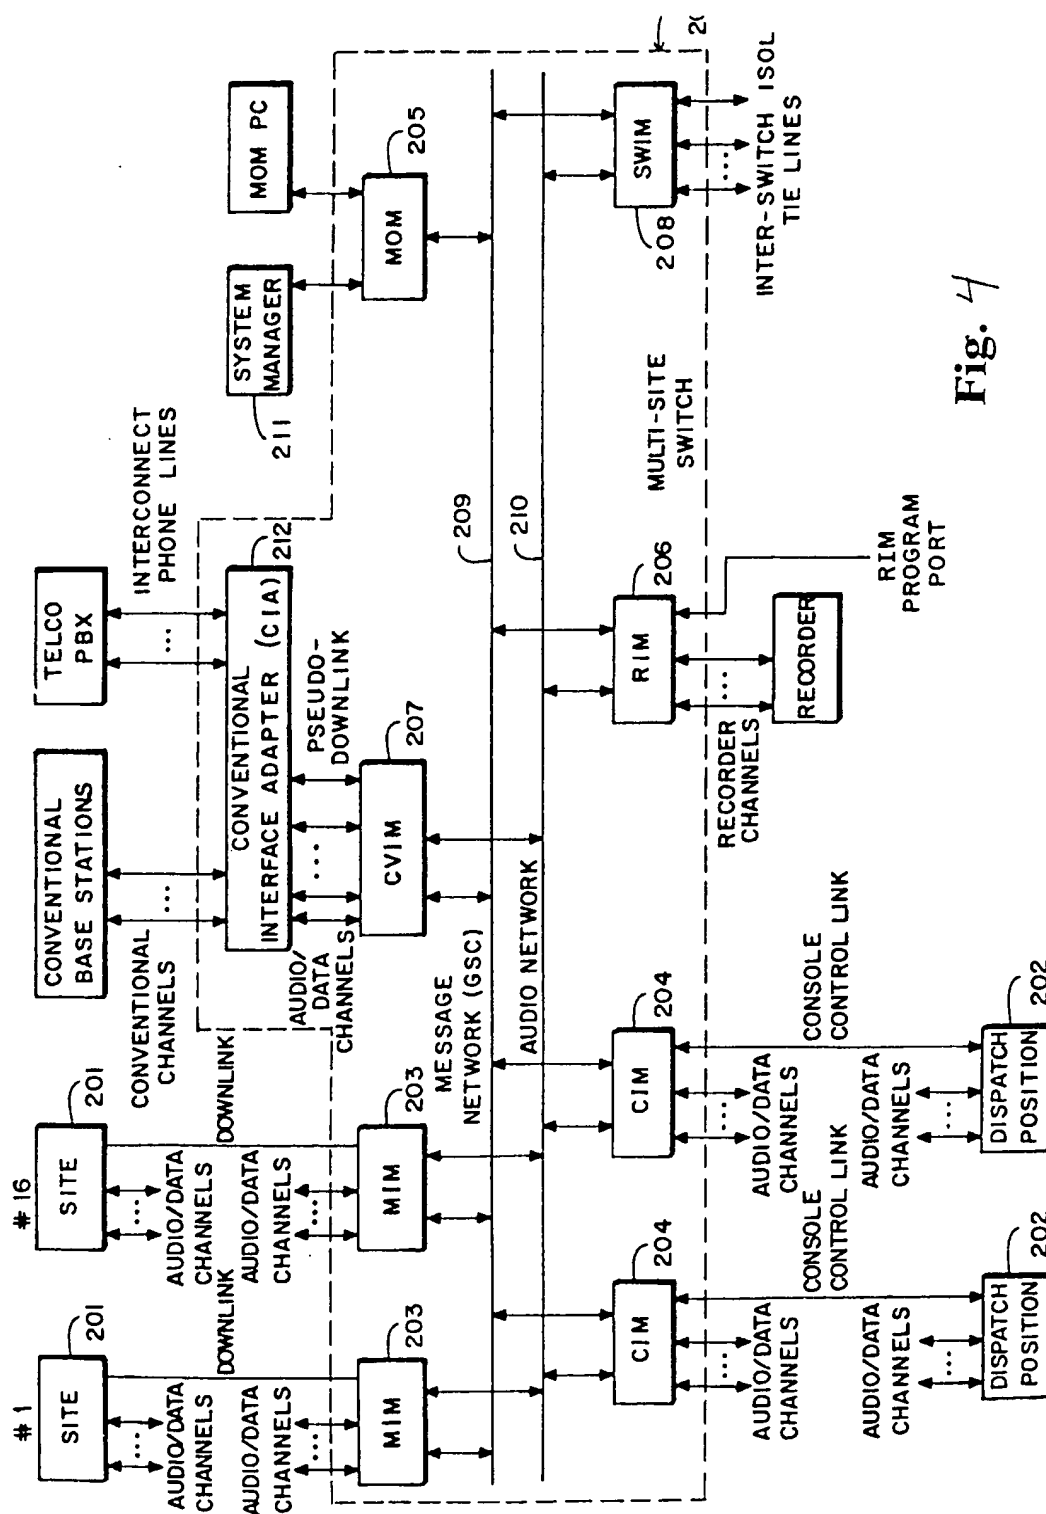 # 1
# 16
SITE
201
SITE
201
CONVENTIONAL
BASE STATIONS
TELCO
PBX
MOM PC
SYSTEM
MANAGER
211
AUDIO/DATA
CHANNELS
DOWNLINK
AUDIO/DATA
CHANNELS
DOWNLINK
CONVENTIONAL
CHANNELS
INTERCONNECT
PHONE LINES
AUDIO/DATA
CHANNELS
AUDIO/DATA
CHANNELS
CONVENTIONAL
INTERFACE ADAPTER (CIA)
212
AUDIO/
DATA
CHANNELS
PSEUDO-
DOWNLINK
MIM
203
MIM
203
CVIM
207
MOM
205
MESSAGE
NETWORK (GSC)
209
AUDIO NETWORK
210
CIM
204
CIM
204
RIM
206
SWIM
208
MULTI-SITE
SWITCH
RECORDER
CHANNELS
AUDIO/DATA
CHANNELS
CONSOLE
CONTROL LINK
AUDIO/DATA
CHANNELS
CONSOLE
CONTROL LINK
RECORDER
RIM
PROGRAM
PORT
INTER-SWITCH ISOL
TIE LINES
AUDIO/DATA
CHANNELS
AUDIO/DATA
CHANNELS
DISPATCH
POSITION
202
DISPATCH
POSITION
202
Fig. 4